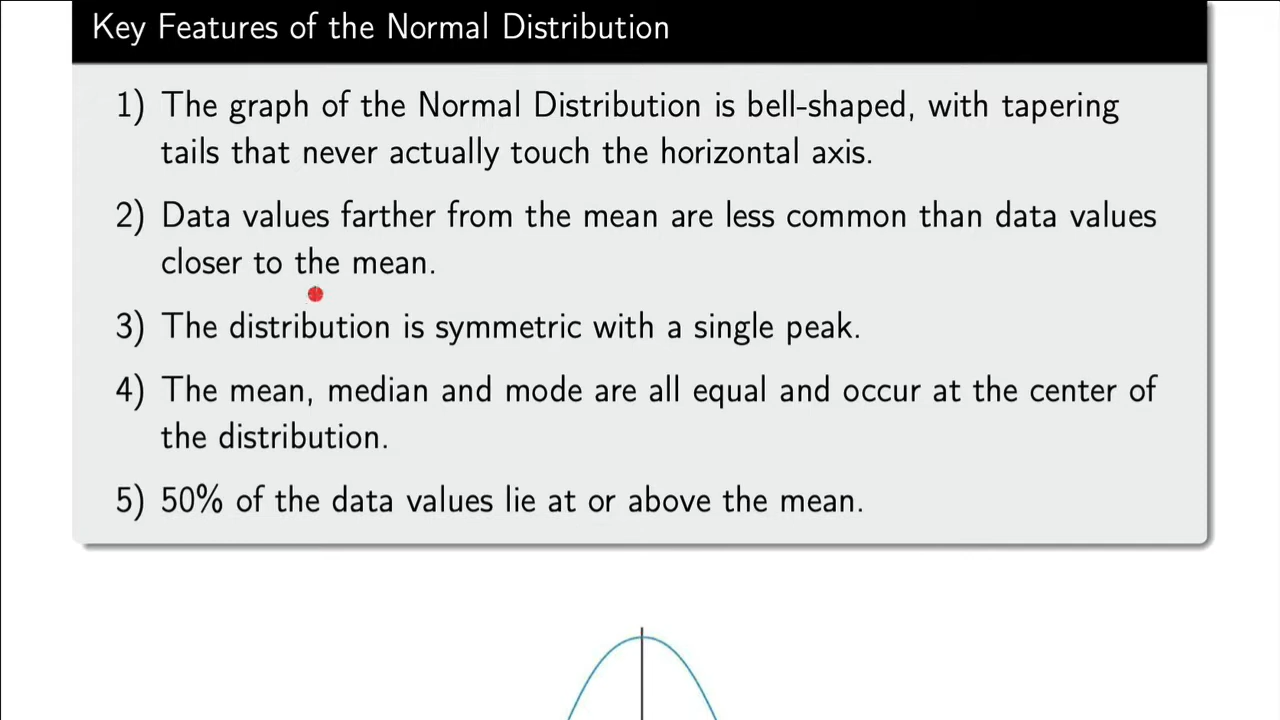 Key Features of the Normal Distribution
1) The graph of the Normal Distribution is bell-shaped, with tapering
tails that never actually touch the horizontal axis.
2) Data values farther from the mean are less common than data values
closer to the mean.
3) The distribution is symmetric with a single peak.
4) The mean, median and mode are all equal and occur at the center of
the distribution.
5) 50% of the data values lie at or above the mean.